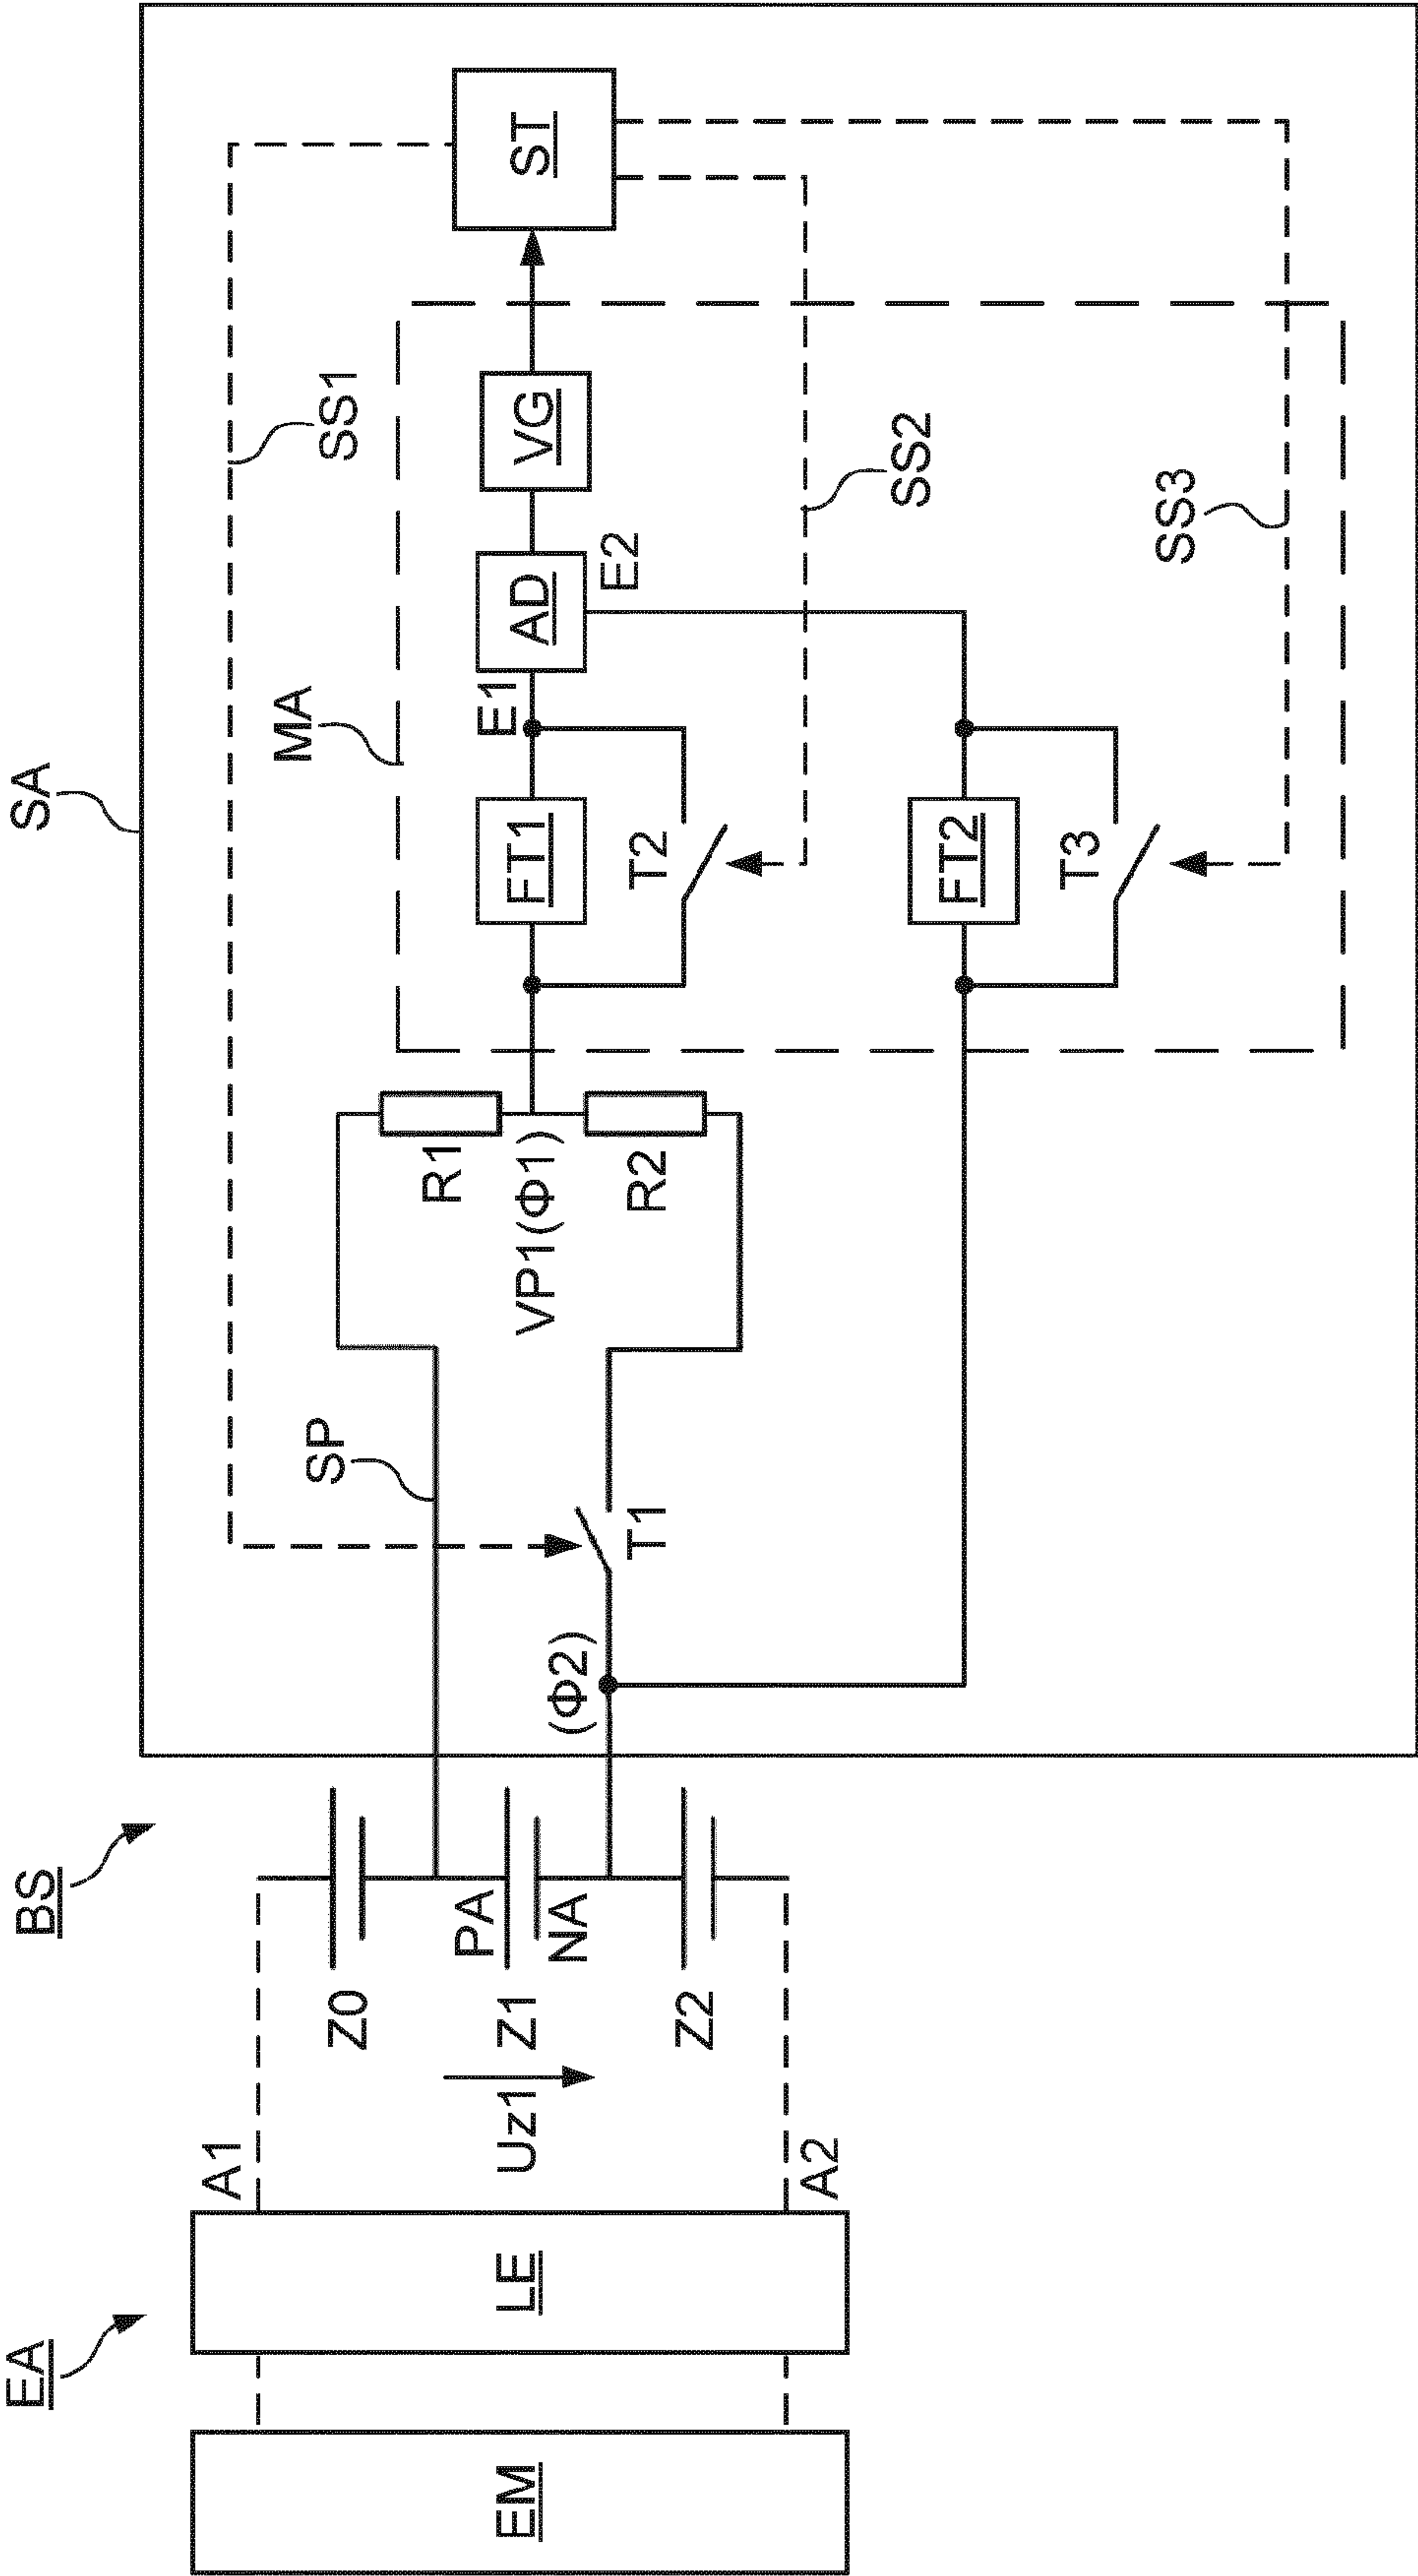 EA
BS
SA
EM
LE
A1
A2
Uz1
Z0
Z1
Z2
PA
NA
(Φ2)
T1
SP
VP1(Φ1)
R1
R2
MA
SS1
FT1
T2
E1
AD
E2
VG
ST
SS2
FT2
T3
SS3